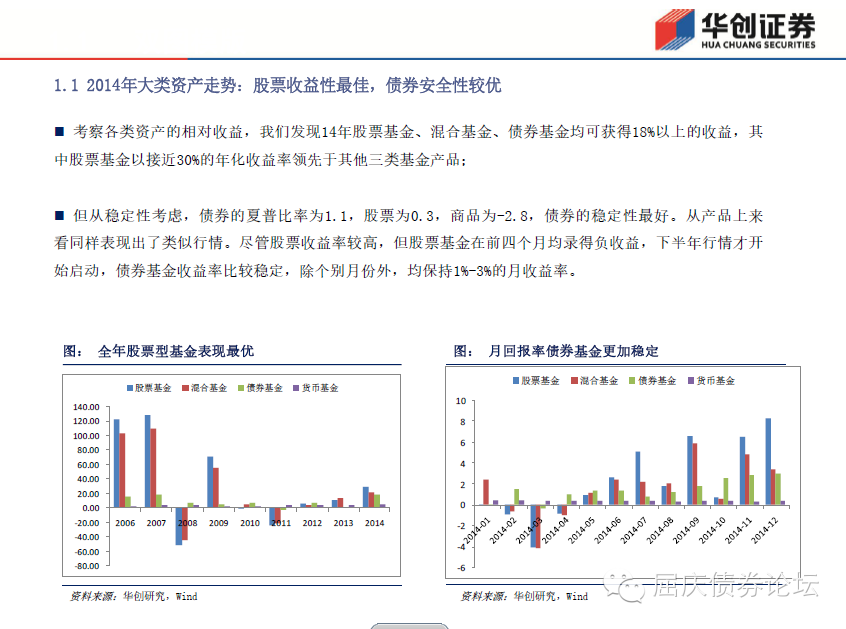 华创证券
HUA CHUANG SECURITIES
1.1 2014年大类资产走势：股票收益性最佳，债券安全性较优
■ 考察各类资产的相对收益，我们发现14年股票基金、混合基金、债券基金均可获得18%以上的收益，其
中股票基金以接近30%的年化收益率领先于其他三类基金产品；
■ 但从稳定性考虑，债券的夏普比率为1.1，股票为0.3，商品为-2.8，债券的稳定性最好。从产品上来
看同样表现出了类似行情。尽管股票收益率较高，但股票基金在前四个月均录得负收益，下半年行情才开
始启动，债券基金收益率比较稳定，除个别月份外，均保持1%-3%的月收益率。
图： 全年股票型基金表现最优
股票基金 混合基金 债券基金 货币基金
140.00
120.00
100.00
80.00
60.00
40.00
20.00
0.00
-20.00
-40.00
-60.00
-80.00
2006 2007 2008 2009 2010 2011 2012 2013 2014
资料来源：华创研究，Wind
图： 月回报率债券基金更加稳定
股票基金 混合基金 债券基金 货币基金
10
8
6
4
2
0
-2
-4
-6
2014-01 2014-02 2014-03 2014-04 2014-05 2014-06 2014-07 2014-08 2014-09 2014-10 2014-11 2014-12
资料来源：华创研究，Wind
屈庆债券论坛